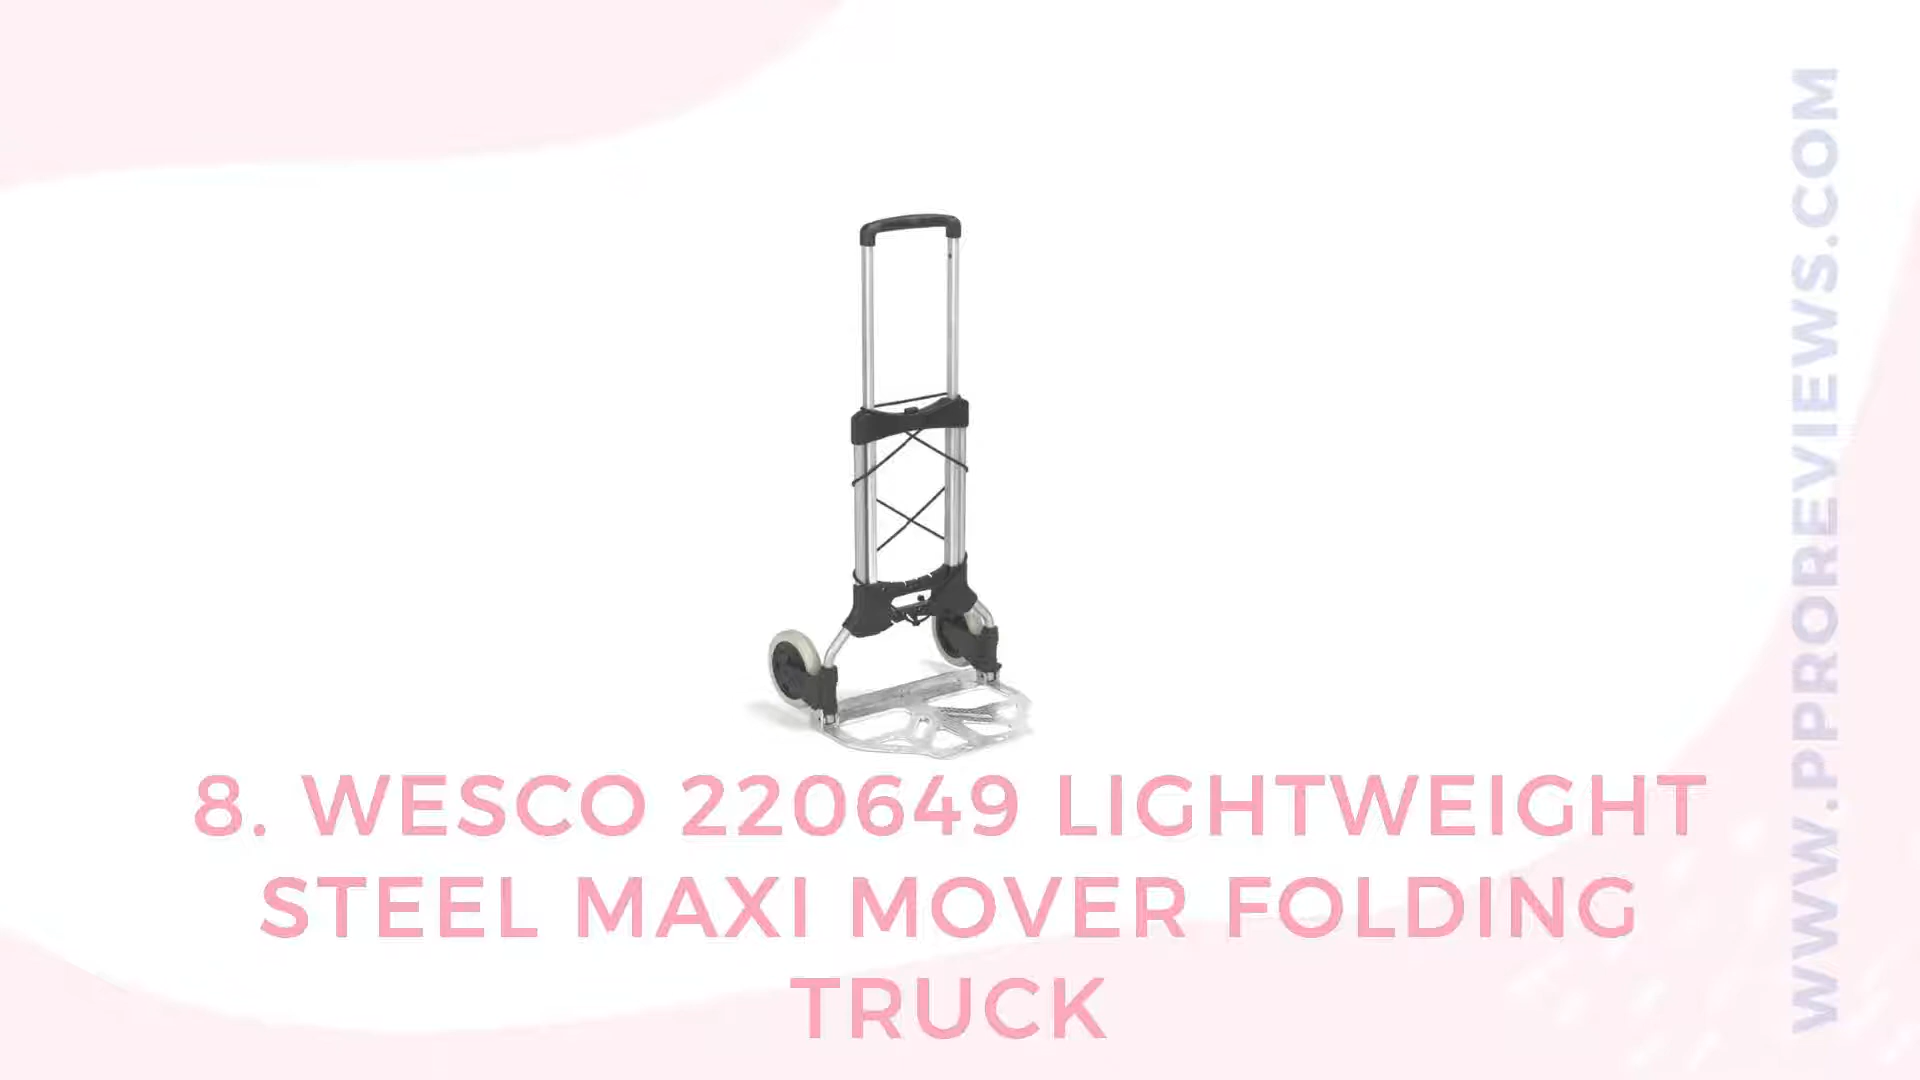 8. WESCO 220649 LIGHTWEIGHT
STEEL MAXI MOVER FOLDING
TRUCK
WWW.PPROREVIEWS.COM